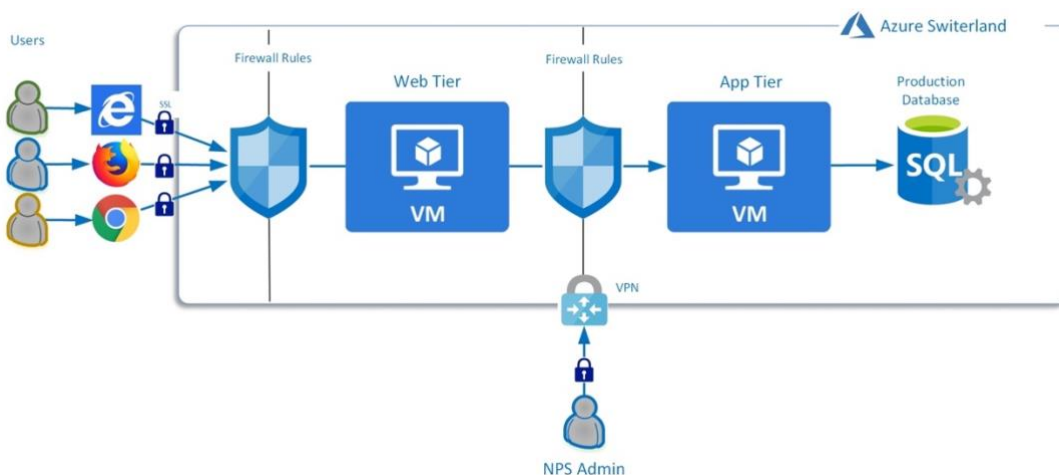 Users
Azure Switerland
Firewall Rules
Firewall Rules
Web Tier
App Tier
Production
Database
SSL
SQL
VM
VM
VPN
NPS Admin